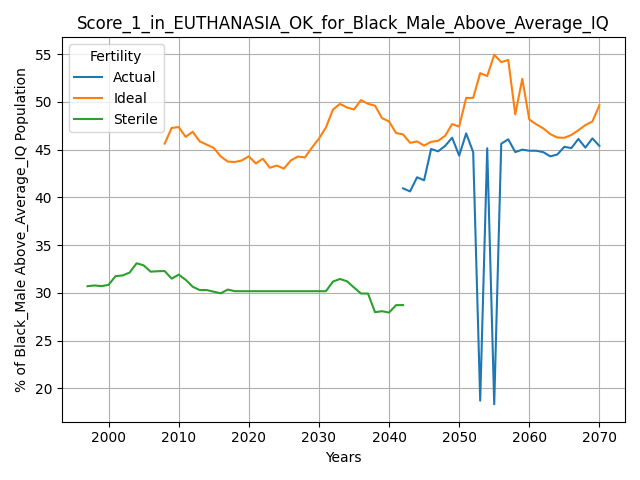 Score_1_in_EUTHANASIA_OK_for_Black_Male_Above_Average_IQ
Fertility
Actual
Ideal
Sterile
% of Black_Male Above_Average_IQ Population
55
50
45
40
35
30
25
20
2000 2010 2020 2030 2040 2050 2060 2070
Years